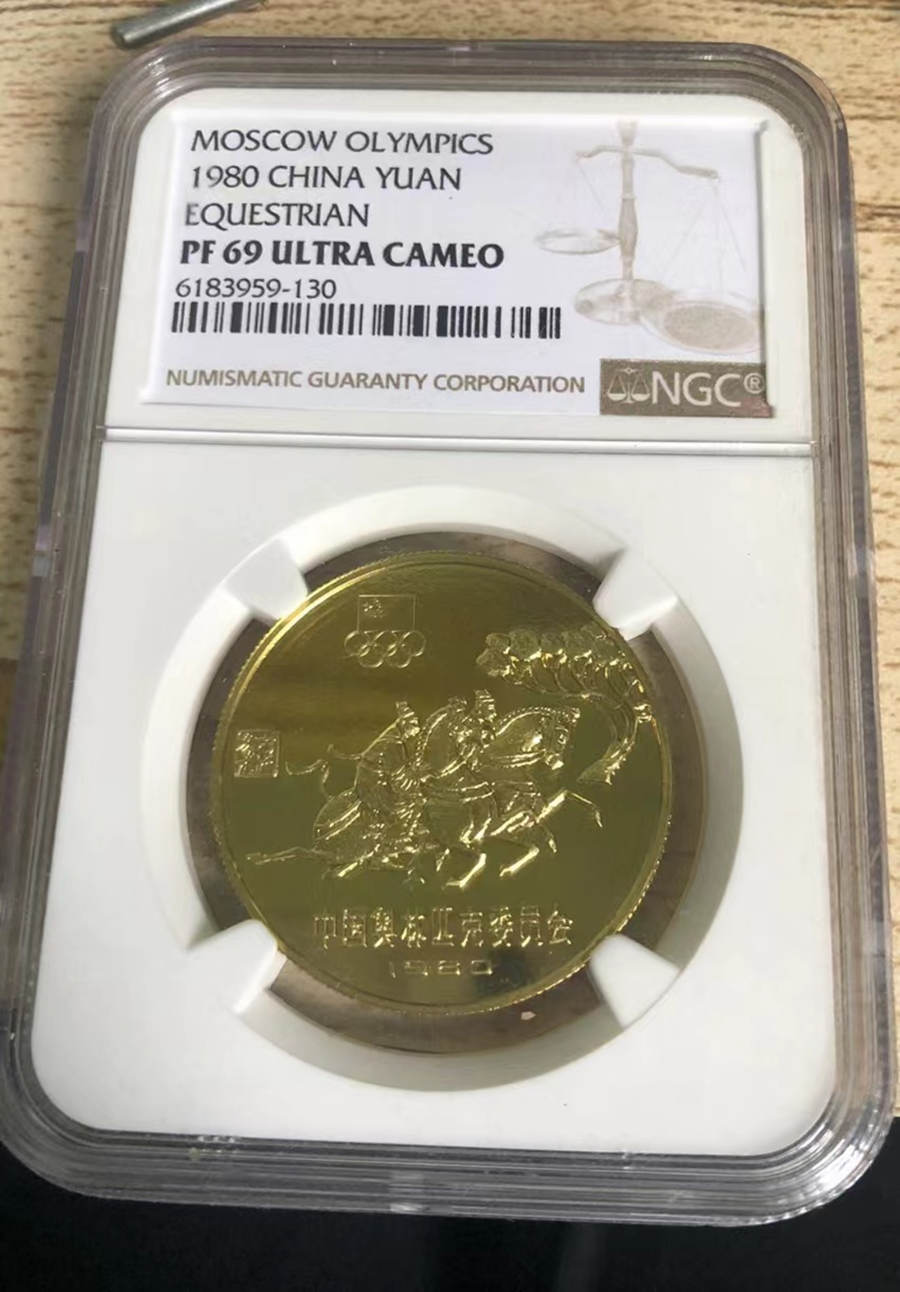 MOSCOW OLYMPICS
1980 CHINA YUAN
EQUESTRIAN
PF 69 ULTRA CAMEO
6183959-130
NUMISMATIC GUARANTY CORPORATION
NGC®
中国奥林匹克委员会
1980